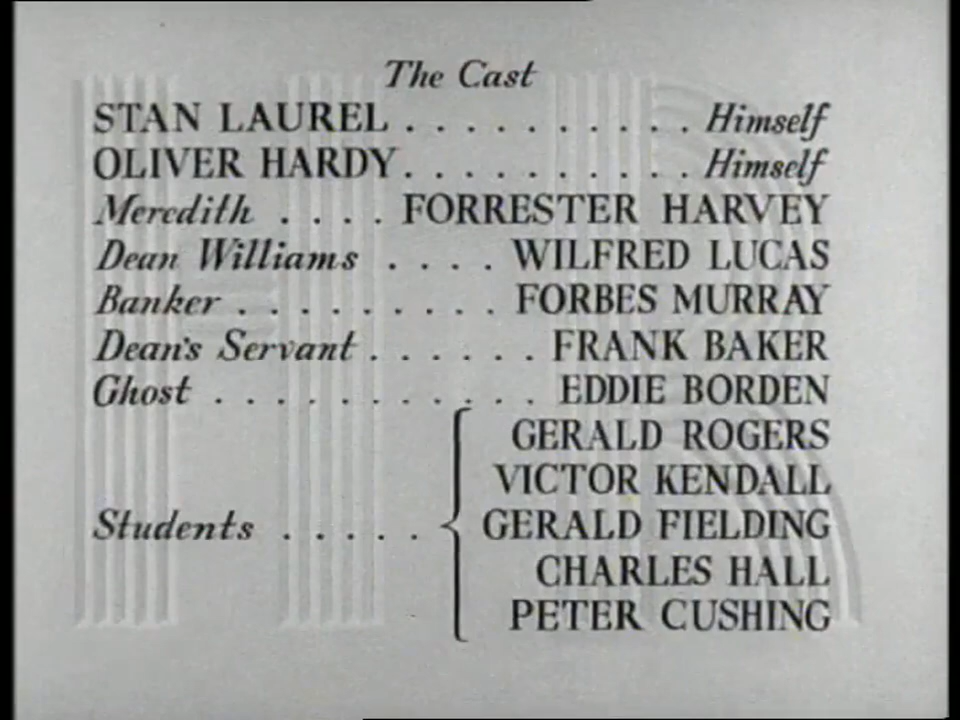 The Cast
STAN LAUREL . . . . . . . . . . Himself
OLIVER HARDY . . . . . . . . . . Himself
Meredith . . . . FORRESTER HARVEY
Dean Williams . . . . WILFRED LUCAS
Banker . . . . . . . . . FORBES MURRAY
Dean's Servant . . . . . . FRANK BAKER
Ghost . . . . . . . . . . . EDDIE BORDEN
GERALD ROGERS
VICTOR KENDALL
Students . . . . . { GERALD FIELDING
CHARLES HALL
PETER CUSHING